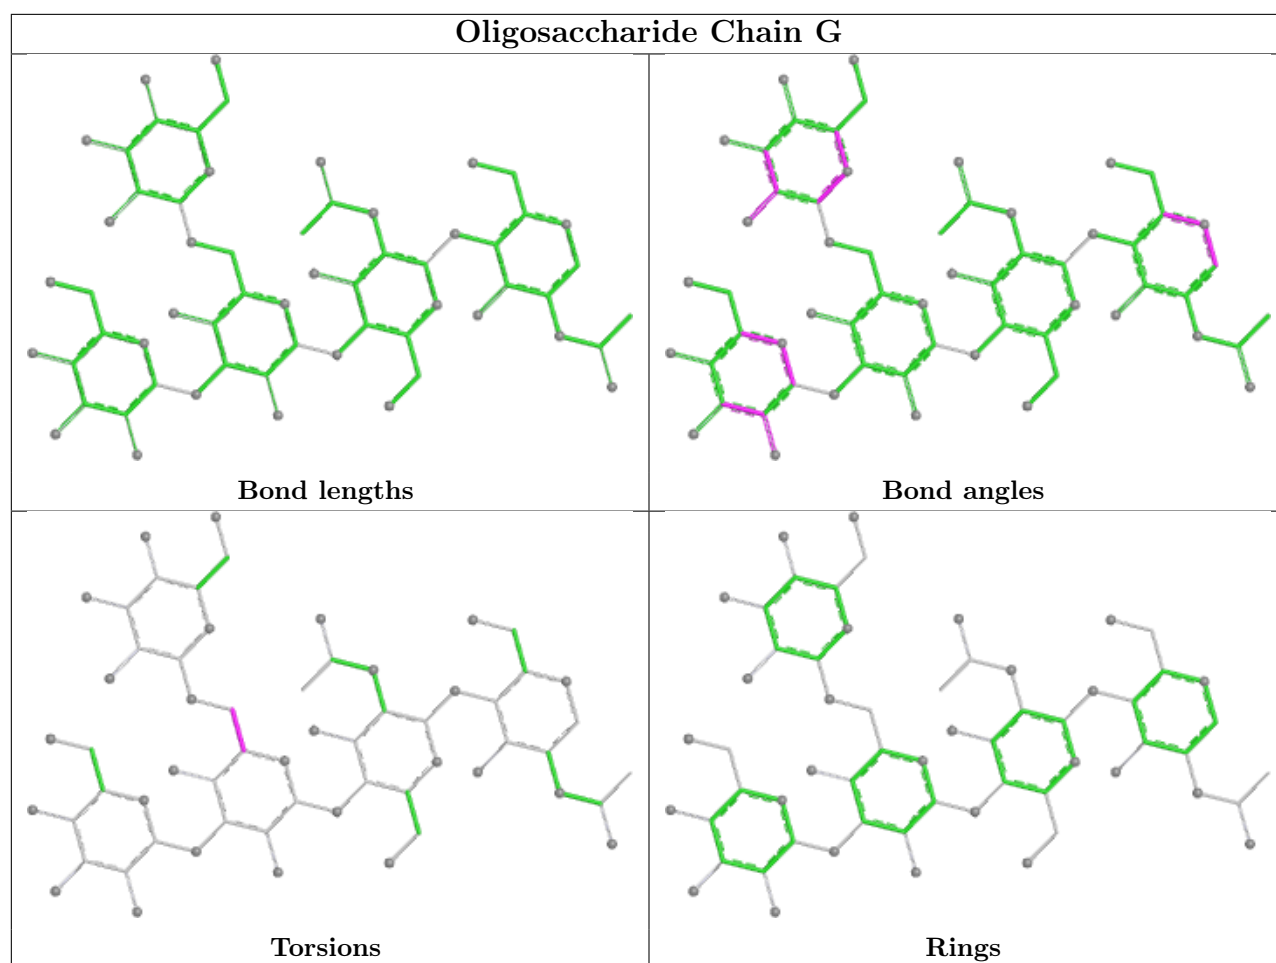 Oligosaccharide Chain G
Bond lengths
Bond angles
Torsions
Rings